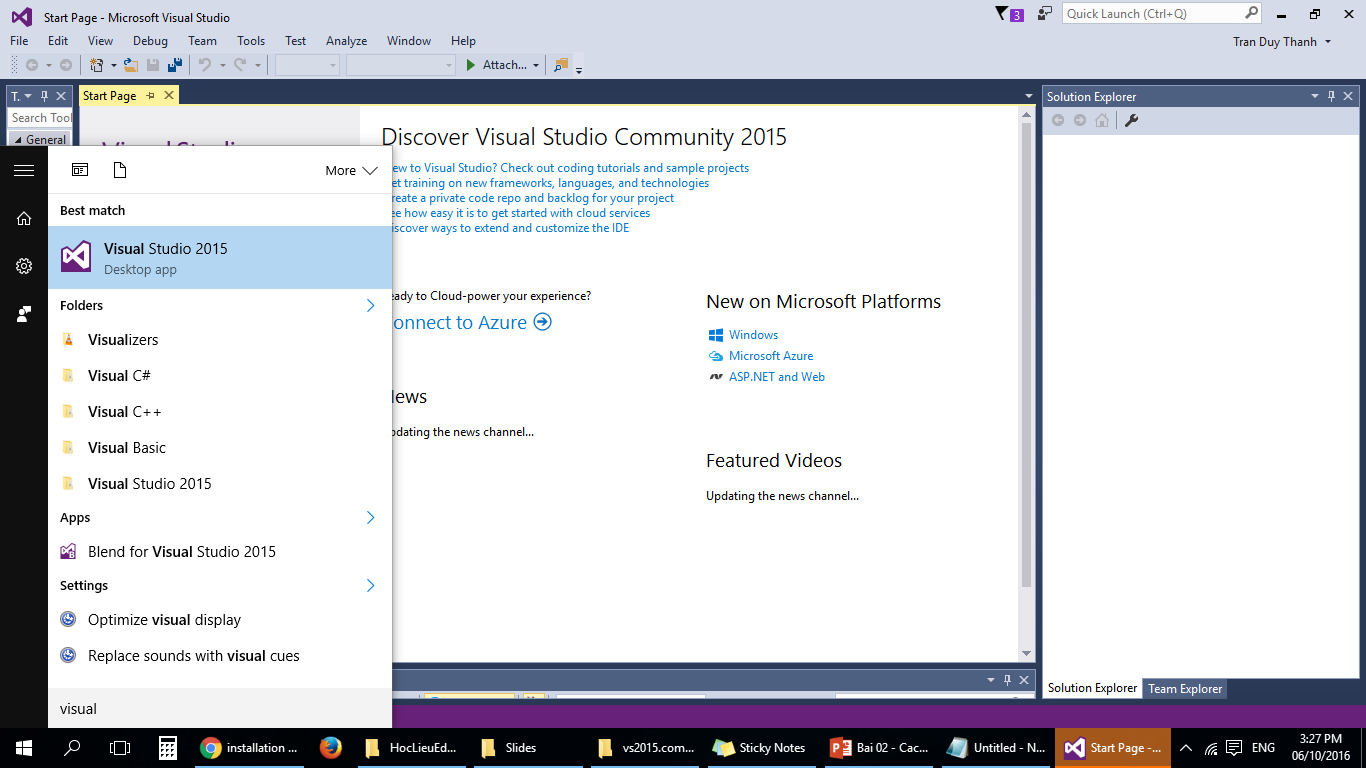 Start Page - Microsoft Visual Studio
3
Quick Launch (Ctrl+Q)
File Edit View Debug Team Tools Test Analyze Window Help
Tran Duy Thanh
Attach...
T.
Start Page
Solution Explorer
Search Tool
General
Discover Visual Studio Community 2015
ew to Visual Studio? Check out coding tutorials and sample projects
et training on new frameworks, languages, and technologies
reate a private code repo and backlog for your project
ee how easy it is to get started with cloud services
iscover ways to extend and customize the IDE
eady to Cloud-power your experience?
onnect to Azure
ews
pdating the news channel...
New on Microsoft Platforms
Windows
Microsoft Azure
ASP.NET and Web
Featured Videos
Updating the news channel...
More
Best match
Visual Studio 2015
Desktop app
Folders
Visualizers
Visual C#
Visual C++
Visual Basic
Visual Studio 2015
Apps
Blend for Visual Studio 2015
Settings
Optimize visual display
Replace sounds with visual cues
visual
Solution Explorer Team Explorer
installation ...
HocLieuEd...
Slides
vs2015.com...
Sticky Notes
Bai 02 - Cac...
Untitled - N...
Start Page -...
ENG
3:27 PM
06/10/2016